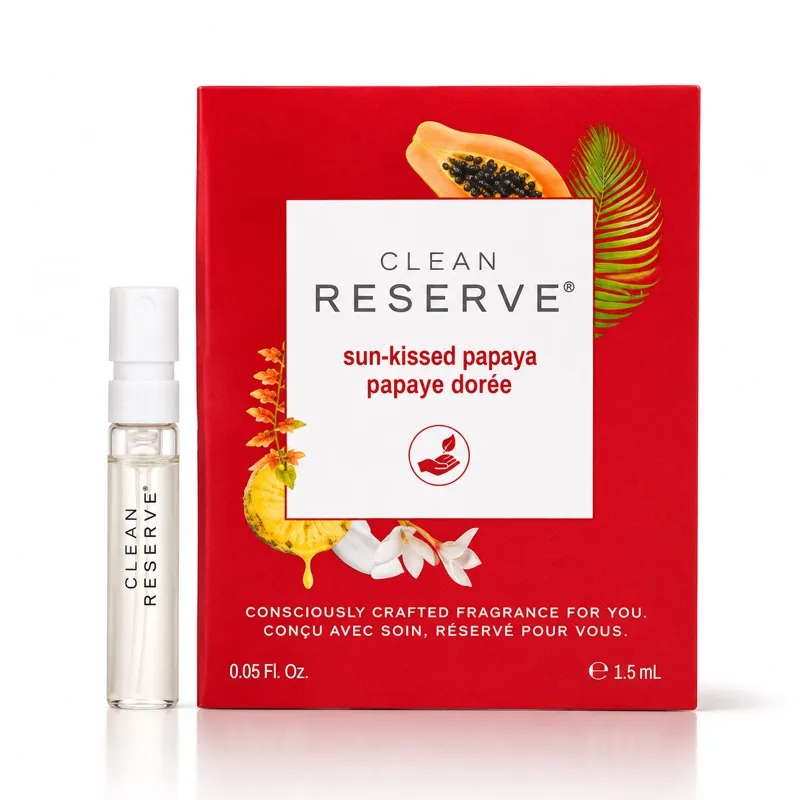 CLEAN
RESERVE®
sun-kissed papaya
papaye dorée
CONSCIOUSLY CRAFTED FRAGRANCE FOR YOU.
CONÇU AVEC SOIN, RÉSERVÉ POUR VOUS.
0.05 Fl. Oz.
℮ 1.5 mL
CLEAN
RESERVE®